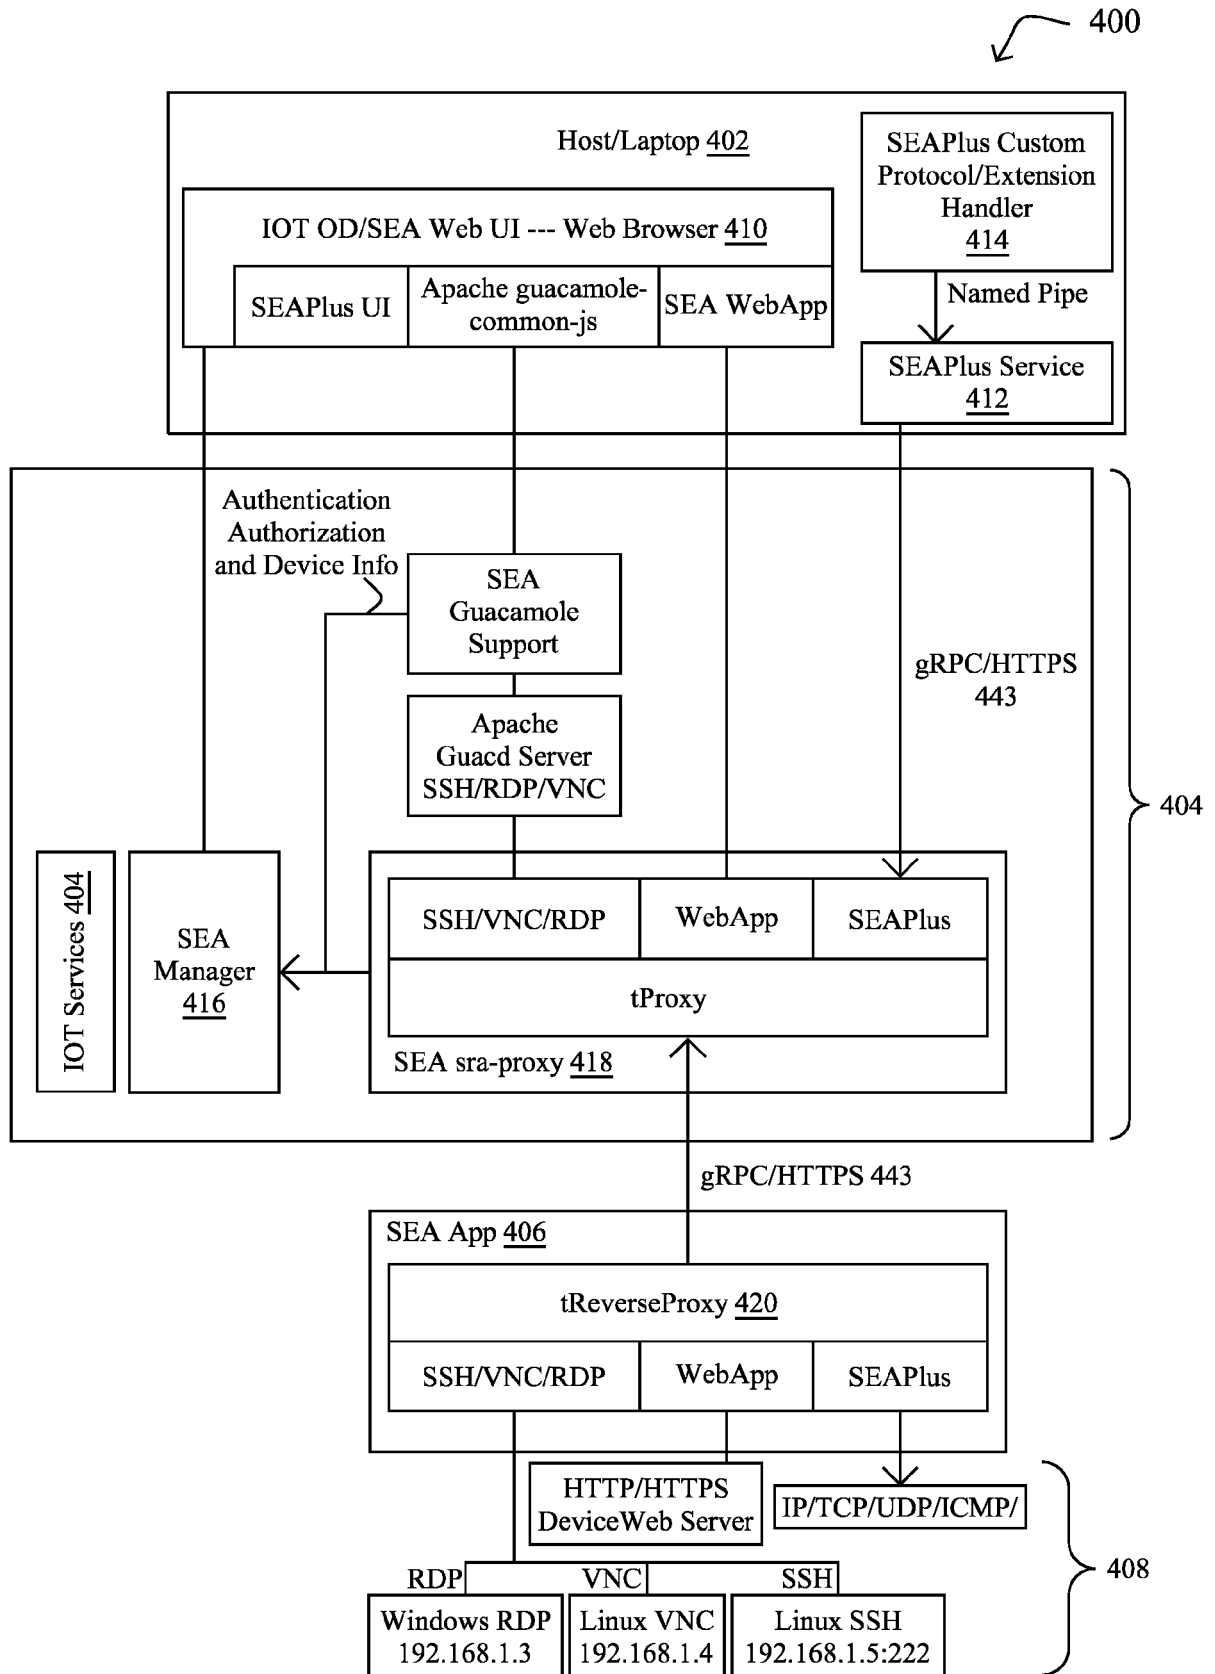 400
Host/Laptop 402
SEAPlus Custom
Protocol/Extension
Handler
414
IOT OD/SEA Web UI --- Web Browser 410
SEAPlus UI
Apache guacamole-
common-js
SEA WebApp
Named Pipe
SEAPlus Service
412
Authentication
Authorization
and Device Info
SEA
Guacamole
Support
gRPC/HTTPS
443
Apache
Guacd Server
SSH/RDP/VNC
404
IOT Services 404
SEA
Manager
416
SSH/VNC/RDP
WebApp
SEAPlus
tProxy
SEA sra-proxy 418
gRPC/HTTPS 443
SEA App 406
tReverseProxy 420
SSH/VNC/RDP
WebApp
SEAPlus
HTTP/HTTPS
DeviceWeb Server
IP/TCP/UDP/ICMP/
408
RDP
VNC
SSH
Windows RDP
192.168.1.3
Linux VNC
192.168.1.4
Linux SSH
192.168.1.5:222